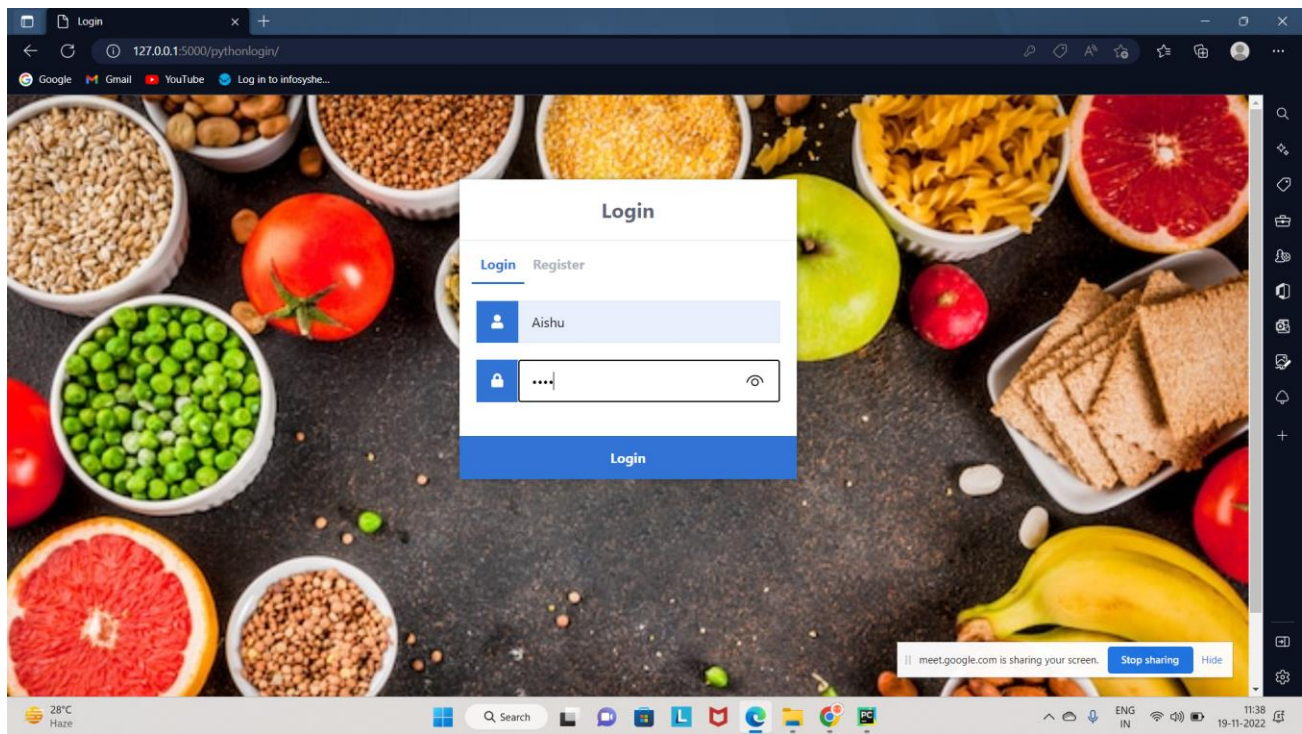 Login
127.0.0.1:5000/pythonlogin/
Google Gmail YouTube Log in to infosyshe...
Login
Login Register
Aishu
••••
Login
meet.google.com is sharing your screen. Stop sharing Hide
28°C
Haze
Search
ENG
IN
11:38
19-11-2022